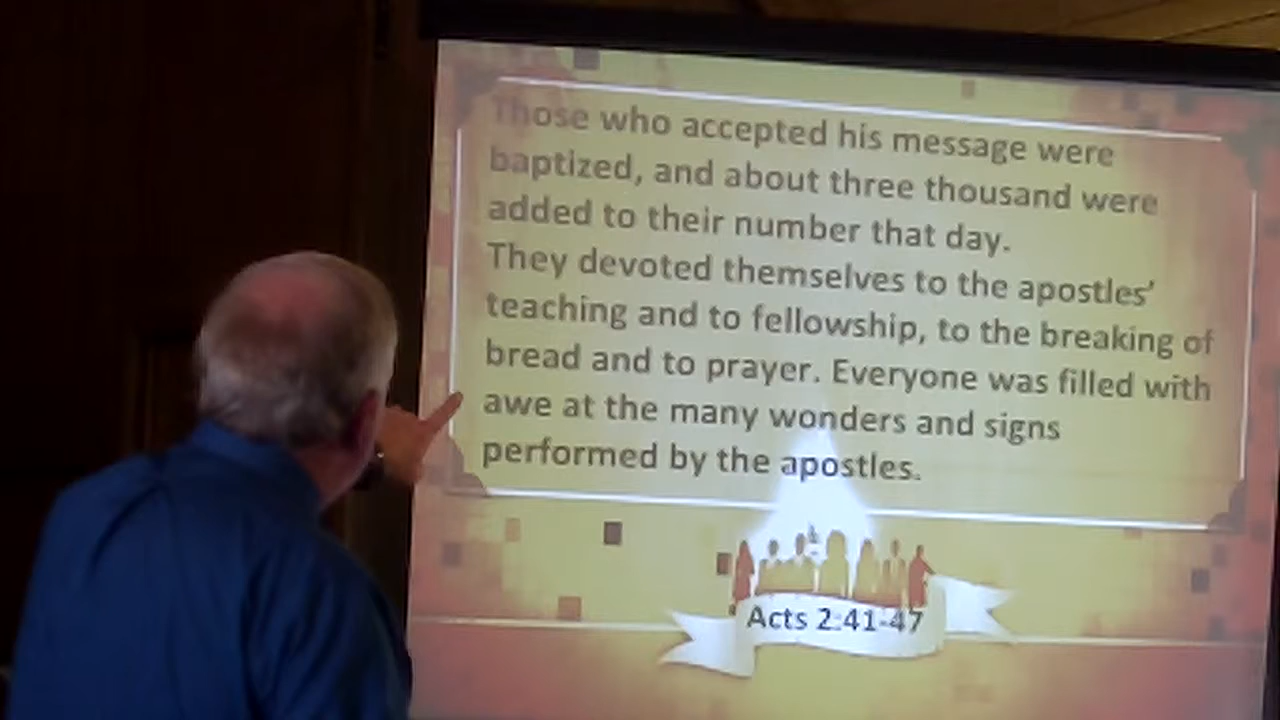 Those who accepted his message were
baptized, and about three thousand were
added to their number that day.
They devoted themselves to the apostles’
teaching and to fellowship, to the breaking of
bread and to prayer. Everyone was filled with
awe at the many wonders and signs
performed by the apostles.
Acts 2:41-47